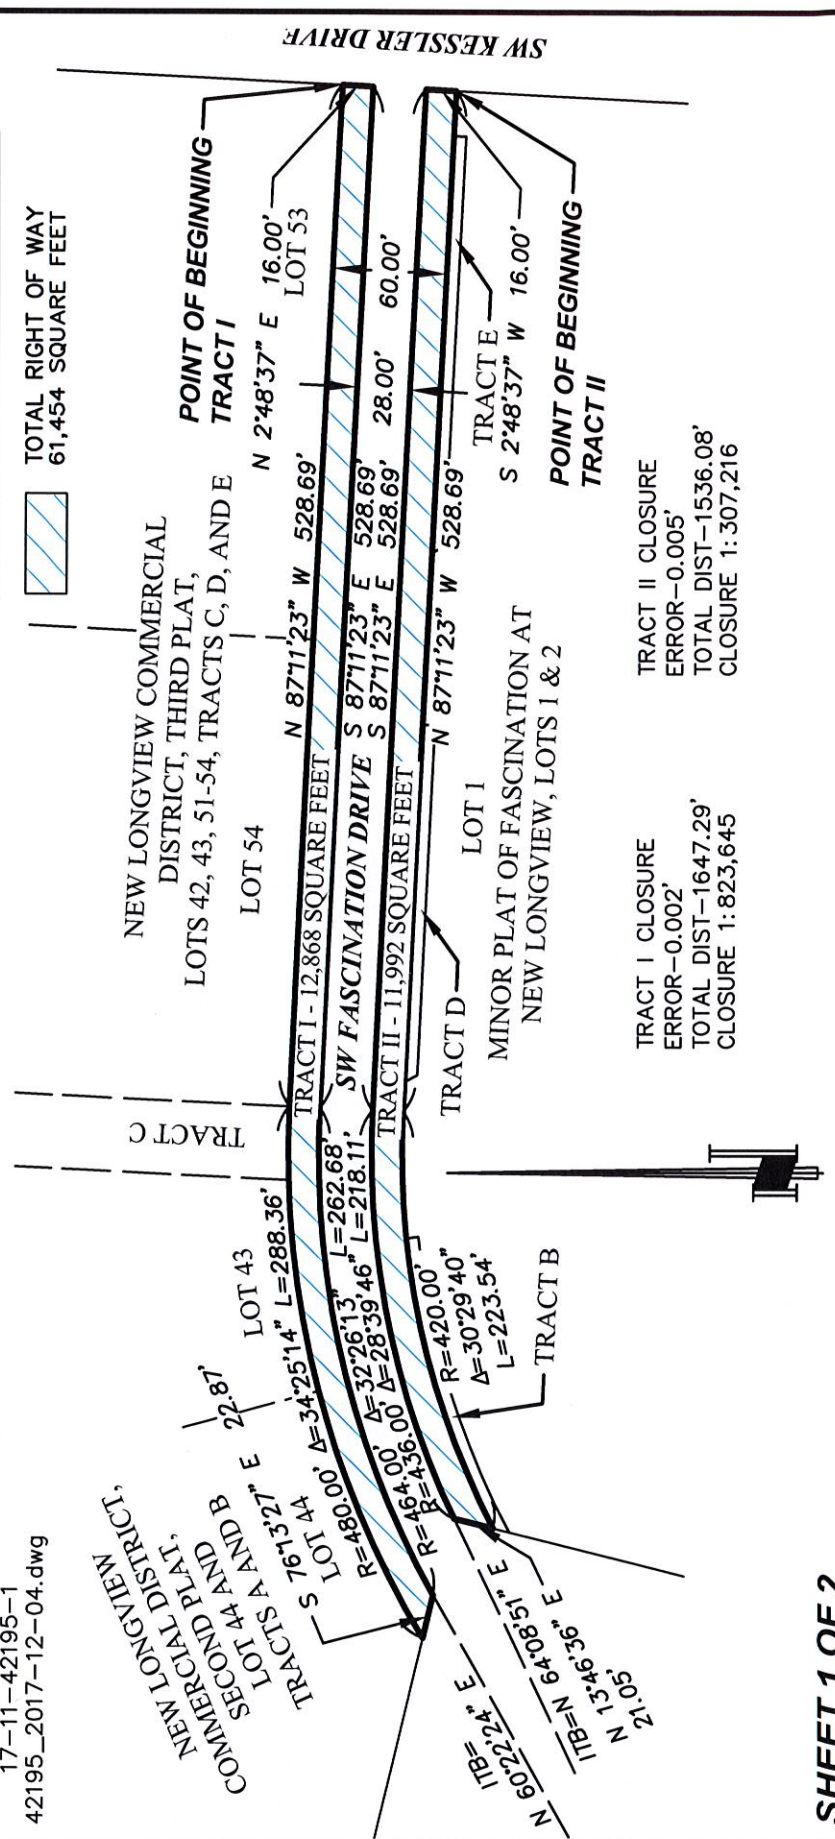 17-11-42195-1
42195_2017-12-04.dwg
TOTAL RIGHT OF WAY
61,454 SQUARE FEET
NEW LONGVIEW COMMERCIAL
DISTRICT, THIRD PLAT,
LOTS 42, 43, 51-54, TRACTS C, D, AND E
POINT OF BEGINNING
TRACT I
SW KESSLER DRIVE
NEW LONGVIEW
COMMERCIAL DISTRICT,
SECOND PLAT,
LOT 44 AND
TRACTS A AND B
S 76°13'27" E 22.87'
LOT 44
LOT 43
TRACT C
LOT 54
N 2°48'37" E 16.00'
LOT 53
R=480.00' Δ=34°25'14" L=288.36'
N 87°11'23" W 528.69'
TRACT I - 12,868 SQUARE FEET
R=464.00' Δ=32°26'13" L=262.68'
S 87°11'23" E 528.69'
SW FASCINATION DRIVE
28.00'
60.00'
R=436.00' Δ=28°39'46" L=218.11'
S 87°11'23" E 528.69'
TRACT II - 11,992 SQUARE FEET
R=420.00'
Δ=30°29'40"
L=223.54'
N 87°11'23" W 528.69'
TRACT E
S 2°48'37" W 16.00'
POINT OF BEGINNING
TRACT II
ITB=
N 60°22'24" E
ITB=N 64°08'51" E
N 13°46'36" E
21.05'
TRACT B
TRACT D
LOT 1
MINOR PLAT OF FASCINATION AT
NEW LONGVIEW, LOTS 1 & 2
TRACT I CLOSURE
ERROR-0.002'
TOTAL DIST-1647.29'
CLOSURE 1:823,645
TRACT II CLOSURE
ERROR-0.005'
TOTAL DIST-1536.08'
CLOSURE 1:307,216
N
SHEET 1 OF 2